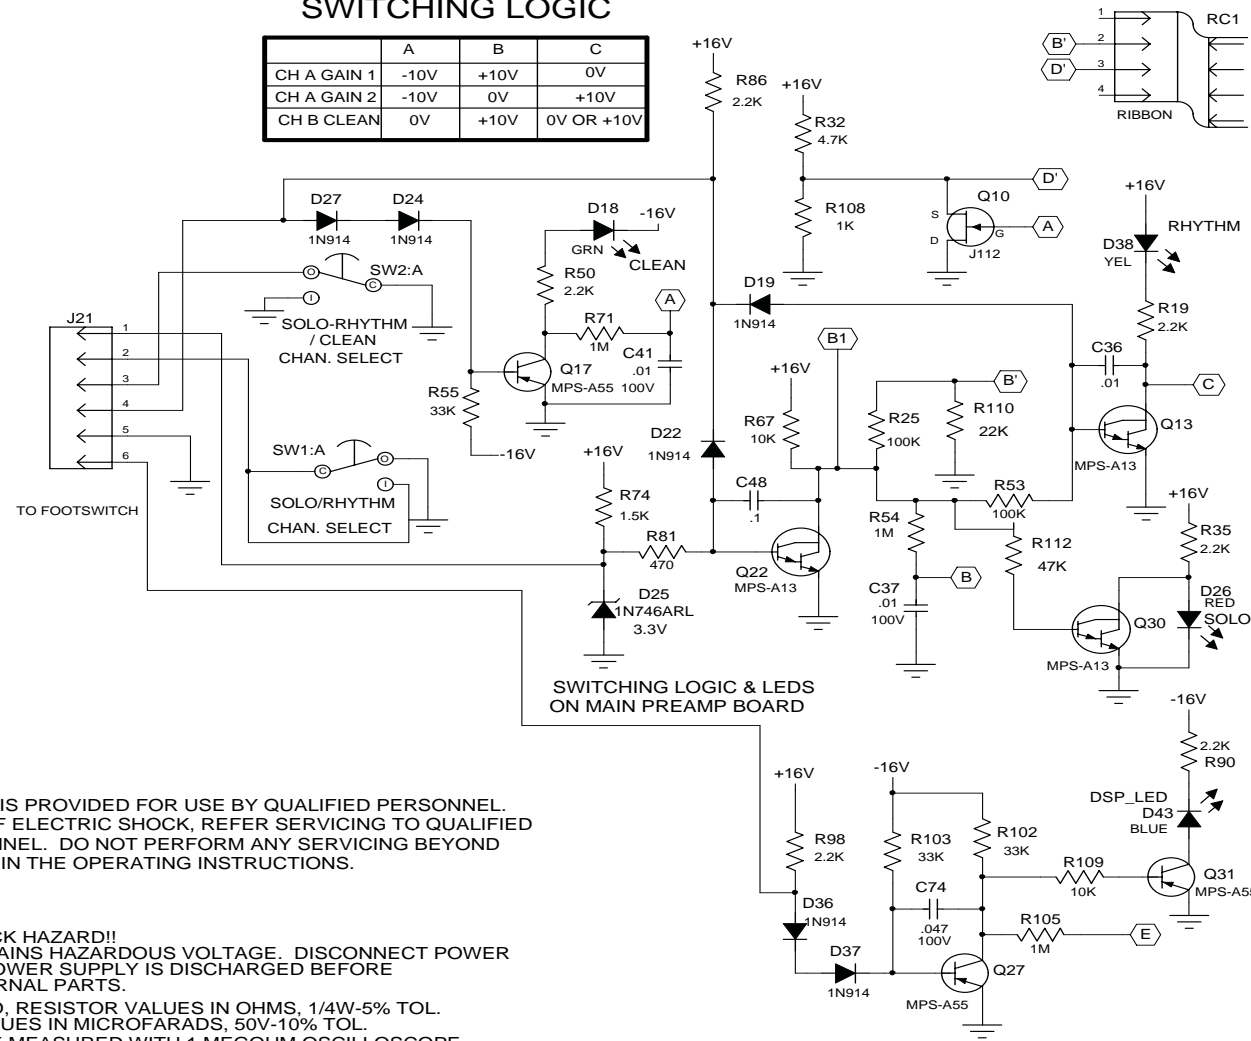 SWITCHING LOGIC
A B C
CH A GAIN 1 -10V +10V 0V
CH A GAIN 2 -10V 0V +10V
CH B CLEAN 0V +10V 0V OR +10V
+16V
R86
2.2K
+16V
R32
4.7K
R108
1K
D'
Q10
S
D
G
J112
A
1
2
3
4
B'
D'
RIBBON
RC1
+16V
RHYTHM
D38
YEL
R19
2.2K
D27
1N914
D24
1N914
D18
GRN
-16V
CLEAN
R50
2.2K
R71
1M
A
C41
.01
100V
Q17
MPS-A55
R55
33K
-16V
O
I
C
SW2:A
SOLO-RHYTHM
/ CLEAN
CHAN. SELECT
J21
1
2
3
4
5
6
TO FOOTSWITCH
SW1:A
C
O
I
SOLO/RHYTHM
CHAN. SELECT
D19
1N914
B1
+16V
R67
10K
R25
100K
B'
R110
22K
C36
.01
C
Q13
MPS-A13
D22
1N914
+16V
R74
1.5K
C48
.1
R81
470
Q22
MPS-A13
D25
1N746ARL
3.3V
R54
1M
R53
100K
R112
47K
C37
.01
100V
B
+16V
R35
2.2K
D26
RED
SOLO
Q30
MPS-A13
SWITCHING LOGIC & LEDS
ON MAIN PREAMP BOARD
-16V
2.2K
R90
DSP_LED
D43
BLUE
+16V
R98
2.2K
-16V
R103
33K
R102
33K
R109
10K
Q31
MPS-A55
C74
.047
100V
D36
1N914
D37
1N914
R105
1M
E
Q27
MPS-A55
IS PROVIDED FOR USE BY QUALIFIED PERSONNEL.
F ELECTRIC SHOCK, REFER SERVICING TO QUALIFIED
NNEL. DO NOT PERFORM ANY SERVICING BEYOND
IN THE OPERATING INSTRUCTIONS.
CK HAZARD!!
AINS HAZARDOUS VOLTAGE. DISCONNECT POWER
OWER SUPPLY IS DISCHARGED BEFORE
RNAL PARTS.
D, RESISTOR VALUES IN OHMS, 1/4W-5% TOL.
UES IN MICROFARADS, 50V-10% TOL.
MEASURED WITH 1 MEGOHM OSCILLOSCOPE